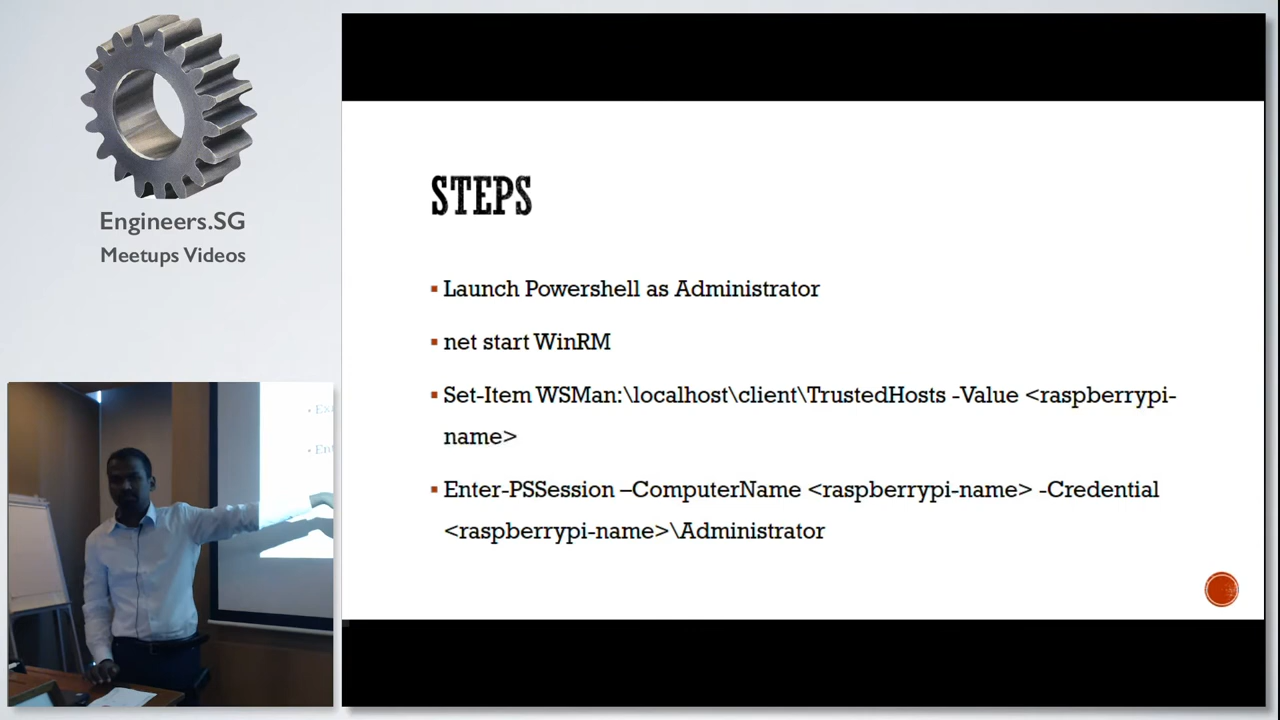 Engineers.SG
Meetups Videos
STEPS
▪ Launch Powershell as Administrator
▪ net start WinRM
▪ Set-Item WSMan:\localhost\client\TrustedHosts -Value <raspberrypi-
name>
▪ Enter-PSSession –ComputerName <raspberrypi-name> -Credential
<raspberrypi-name>\Administrator